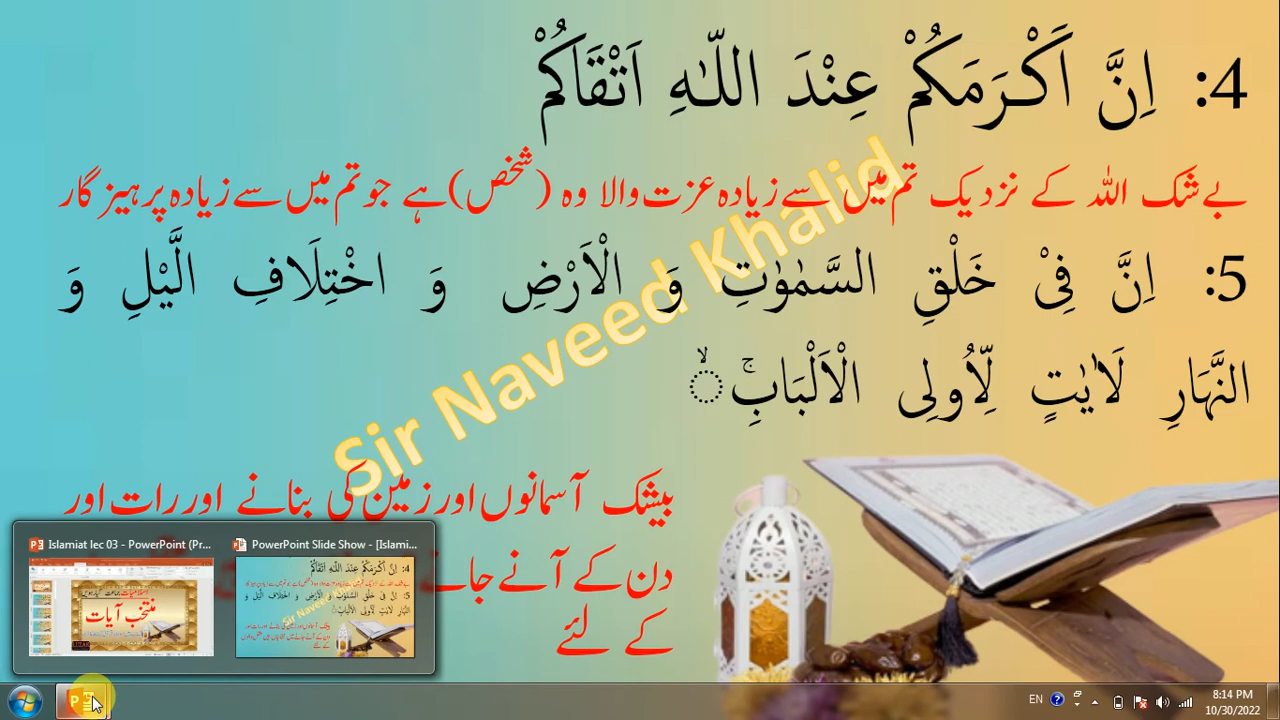 4: اِنَّ اَكْرَمَكُمْ عِنْدَ اللّٰهِ اَتْقَاكُمْ
بے شک اللہ کے نزدیک تم میں سے زیادہ عزت والا وہ (شخص) ہے جو تم میں سے زیادہ پرہیز گار
5: اِنَّ فِیْ خَلْقِ السَّمٰوٰتِ وَ الْاَرْضِ وَ اخْتِلَافِ الَّیْلِ وَ
النَّهَارِ لَاٰیٰتٍ لِّاُولِی الْاَلْبَابِۚۙ
Sir Naveed Khalid
بیشک آسمانوں اور زمین کی بنانے اور رات اور
دن کے آنے جانے
کے لئے
Islamiat lec 03 - PowerPoint (Pr...
PowerPoint Slide Show - [Islami...
منتخب آیات
EN
8:14 PM
10/30/2022